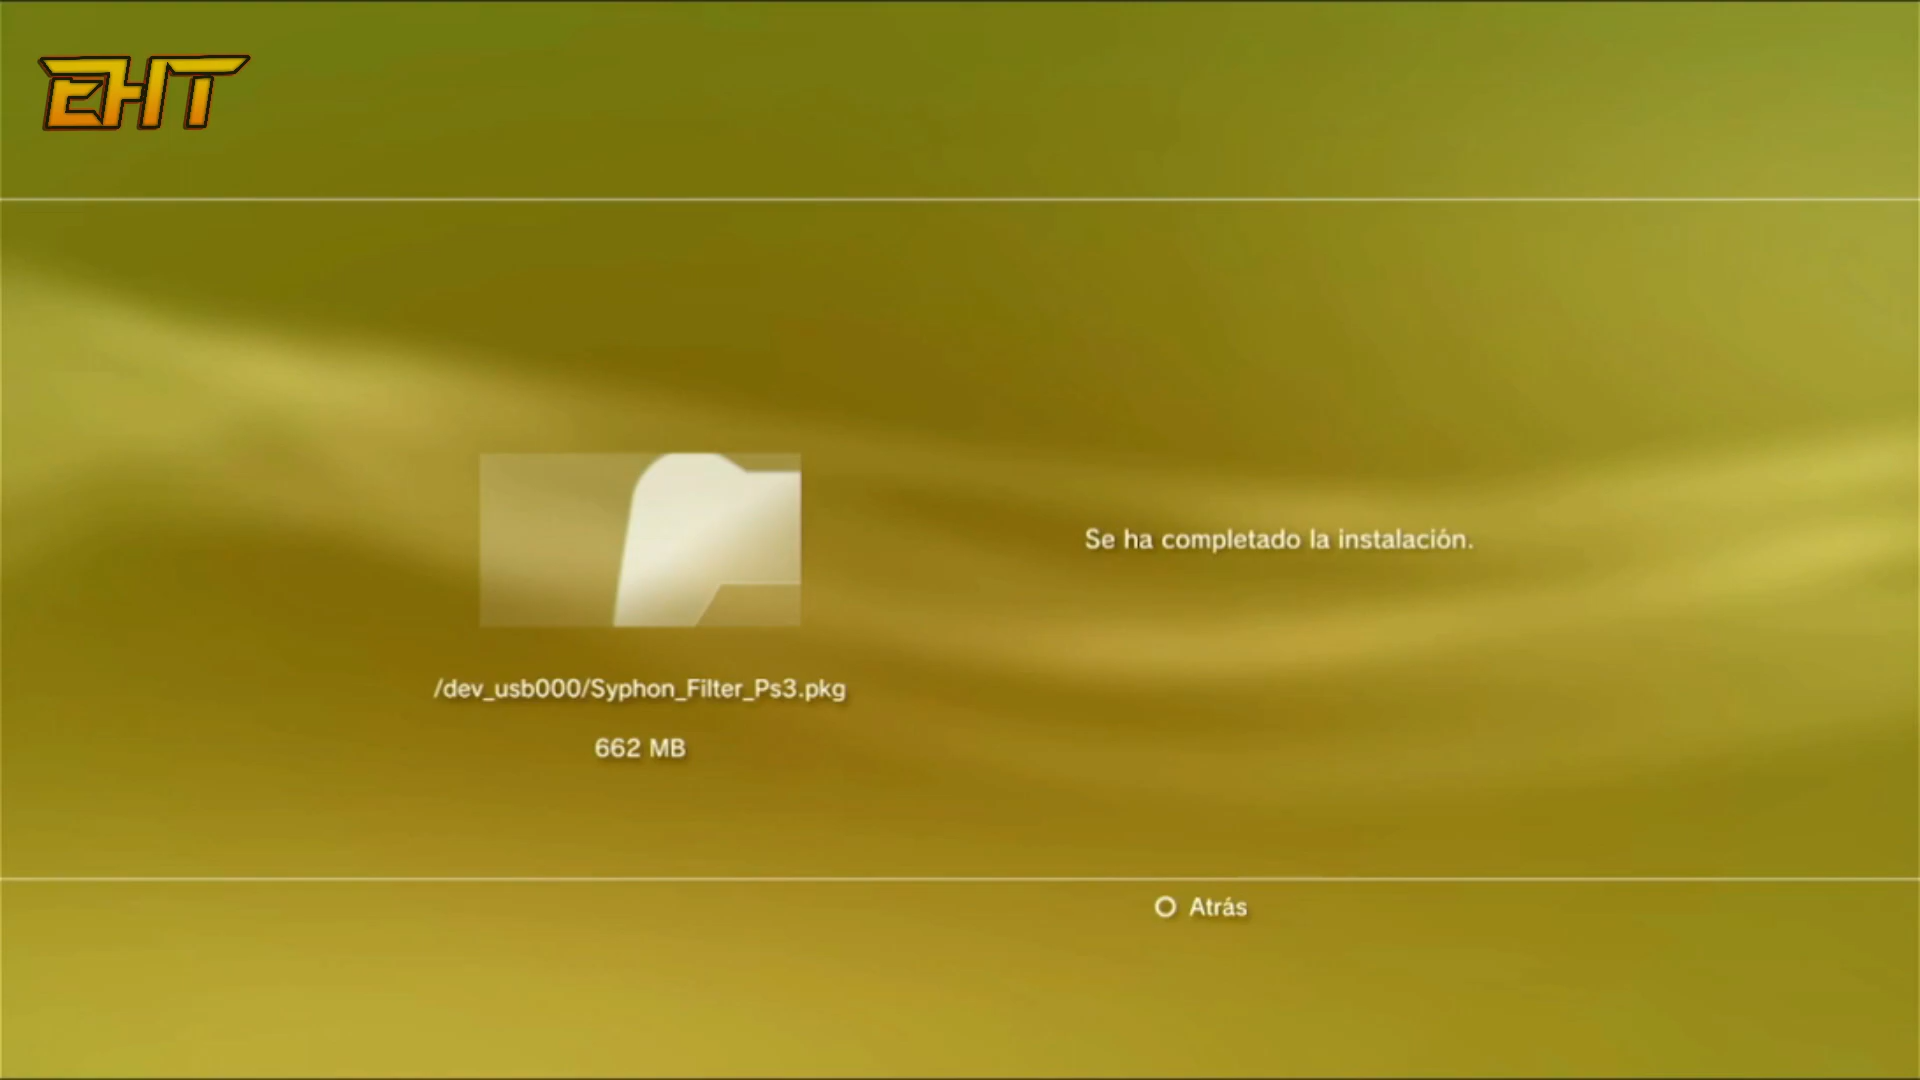 EHT
Se ha completado la instalación.
/dev_usb000/Syphon_Filter_Ps3.pkg
662 MB
Atrás